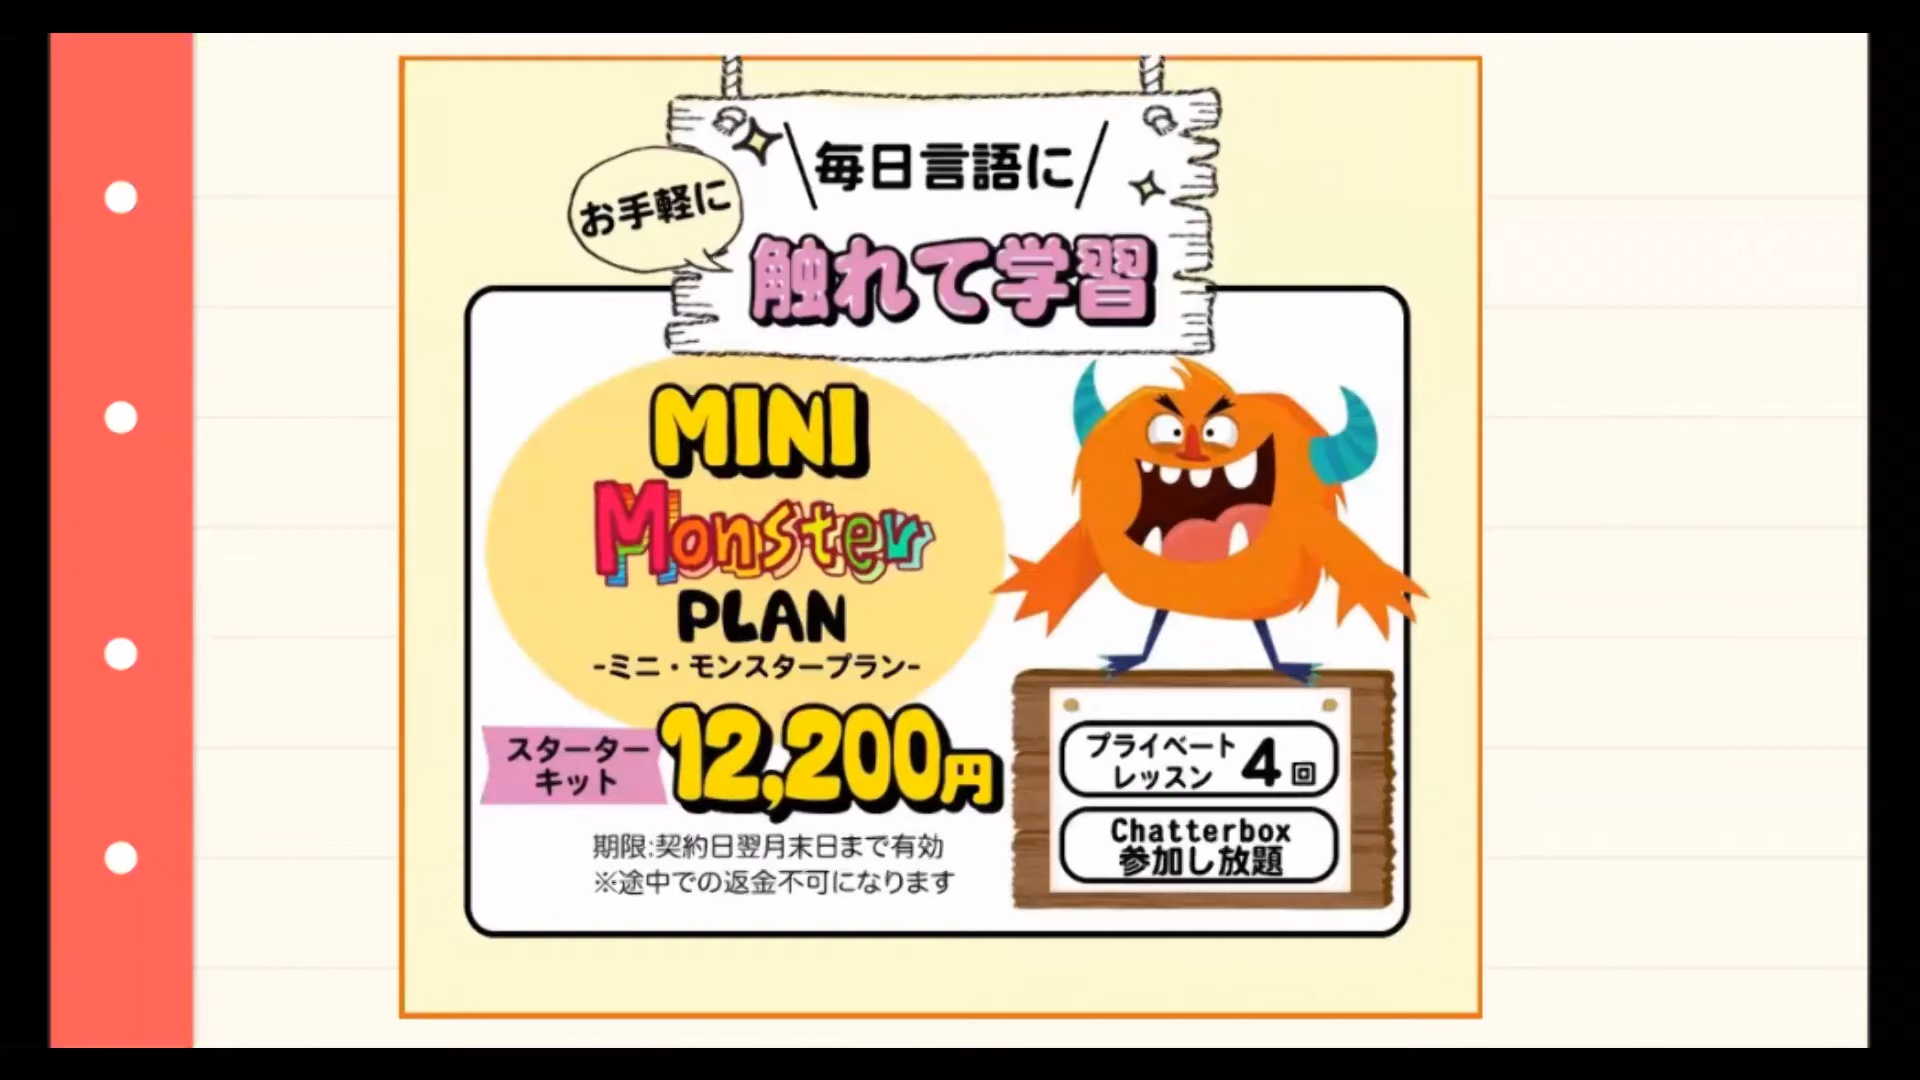 お手軽に
毎日言語に
触れて学習
MINI
Monster
PLAN
-ミニ・モンスタープラン-
スターター
キット
12,200円
期限:契約日翌月末日まで有効
※途中での返金不可になります
プライベート
レッスン 4回
Chatterbox
参加し放題